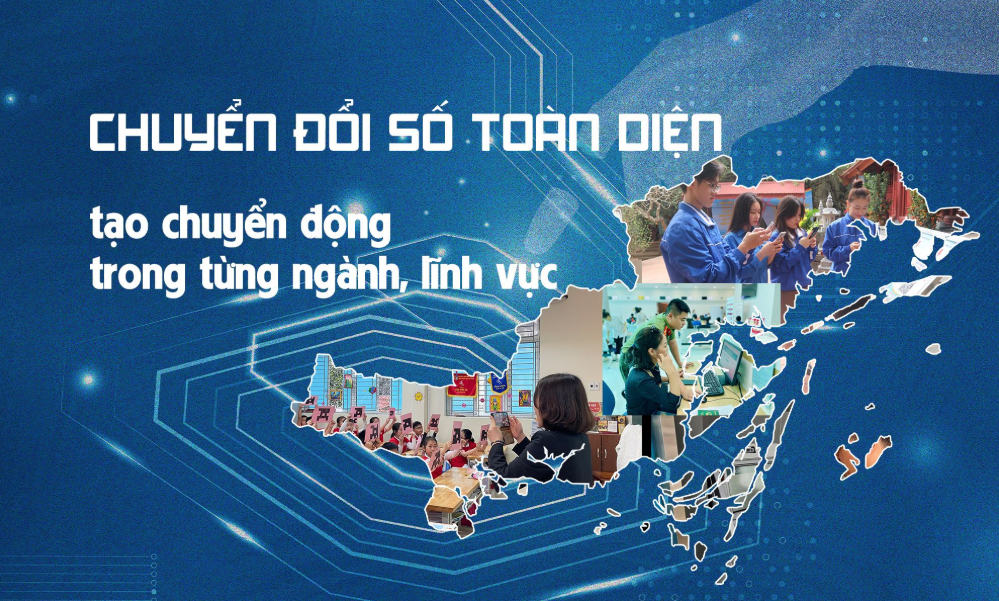 CHUYỂN ĐỔI SỐ TOÀN DIỆN
tạo chuyển động
trong từng ngành, lĩnh vực